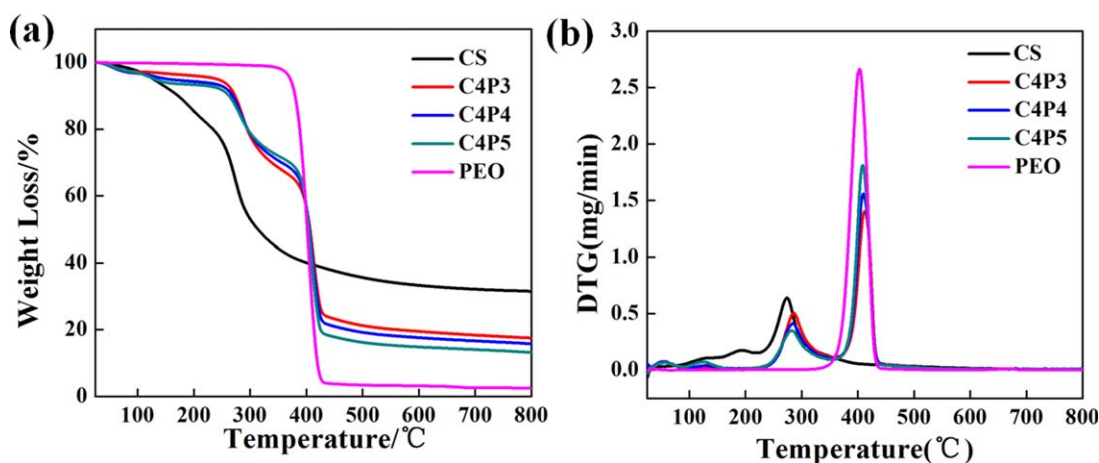 (a)
100
80
60
40
20
0
Weight Loss/%
100 200 300 400 500 600 700 800
Temperature/℃
CS
C4P3
C4P4
C4P5
PEO
(b)
3.0
2.5
2.0
1.5
1.0
0.5
0.0
DTG(mg/min)
100 200 300 400 500 600 700 800
Temperature(℃)
CS
C4P3
C4P4
C4P5
PEO